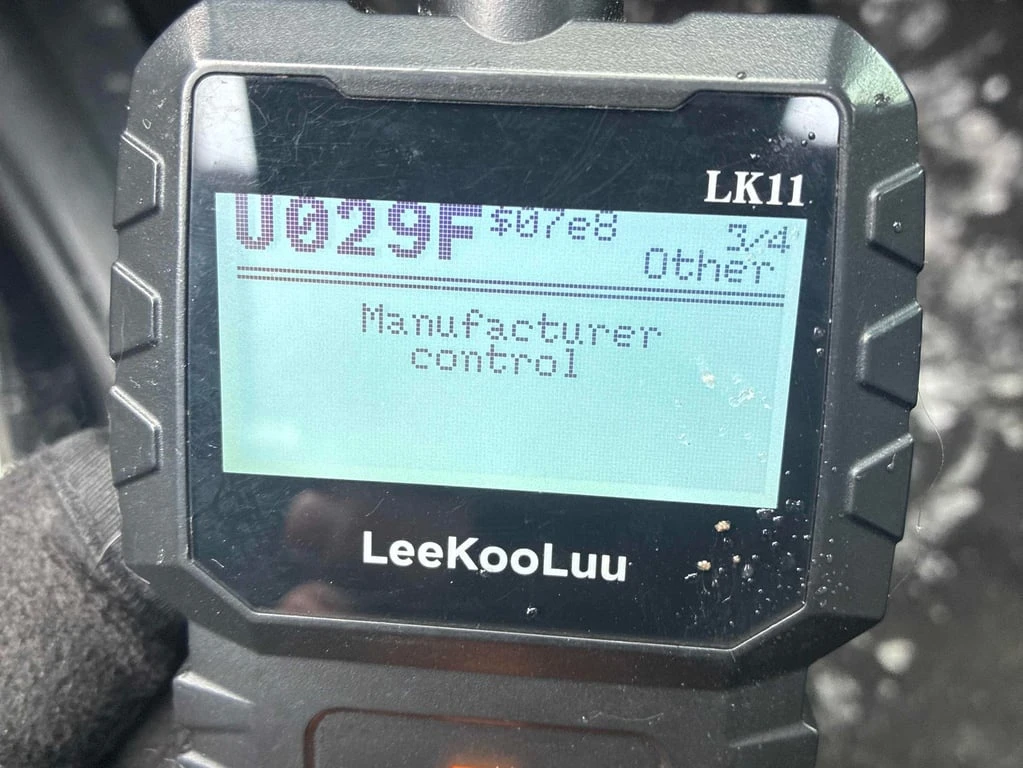 LK11
U029F $07e8 3/4
Other
Manufacturer
control
LeeKooLuu